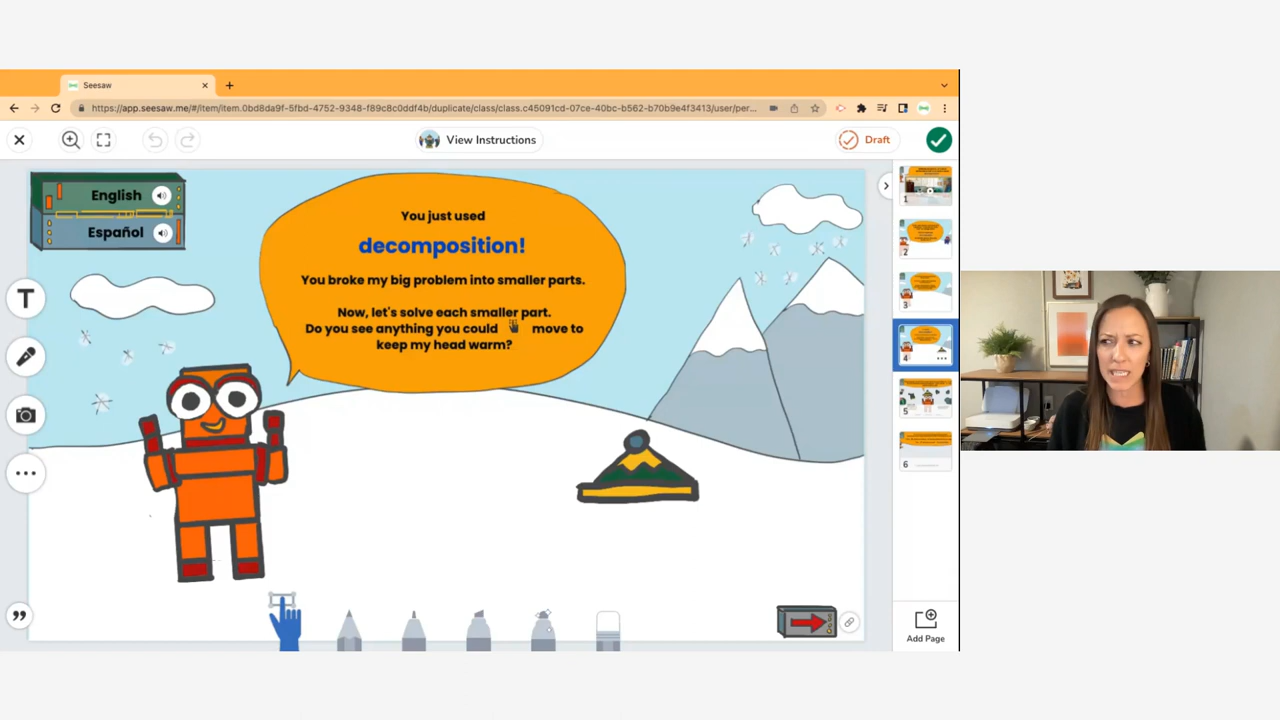 Seesaw
https://app.seesaw.me/#/item/item.0bd8da9f-5fbd-4752-9348-f89c8c0ddf4b/duplicate/class/class.c45091cd-07ce-40bc-b562-b70b9e4f3413/user/per...
View Instructions
Draft
English
Español
You just used
decomposition!
You broke my big problem into smaller parts.
Now, let's solve each smaller part.
Do you see anything you could move to
keep my head warm?
T
1
2
3
4
5
6
Add Page